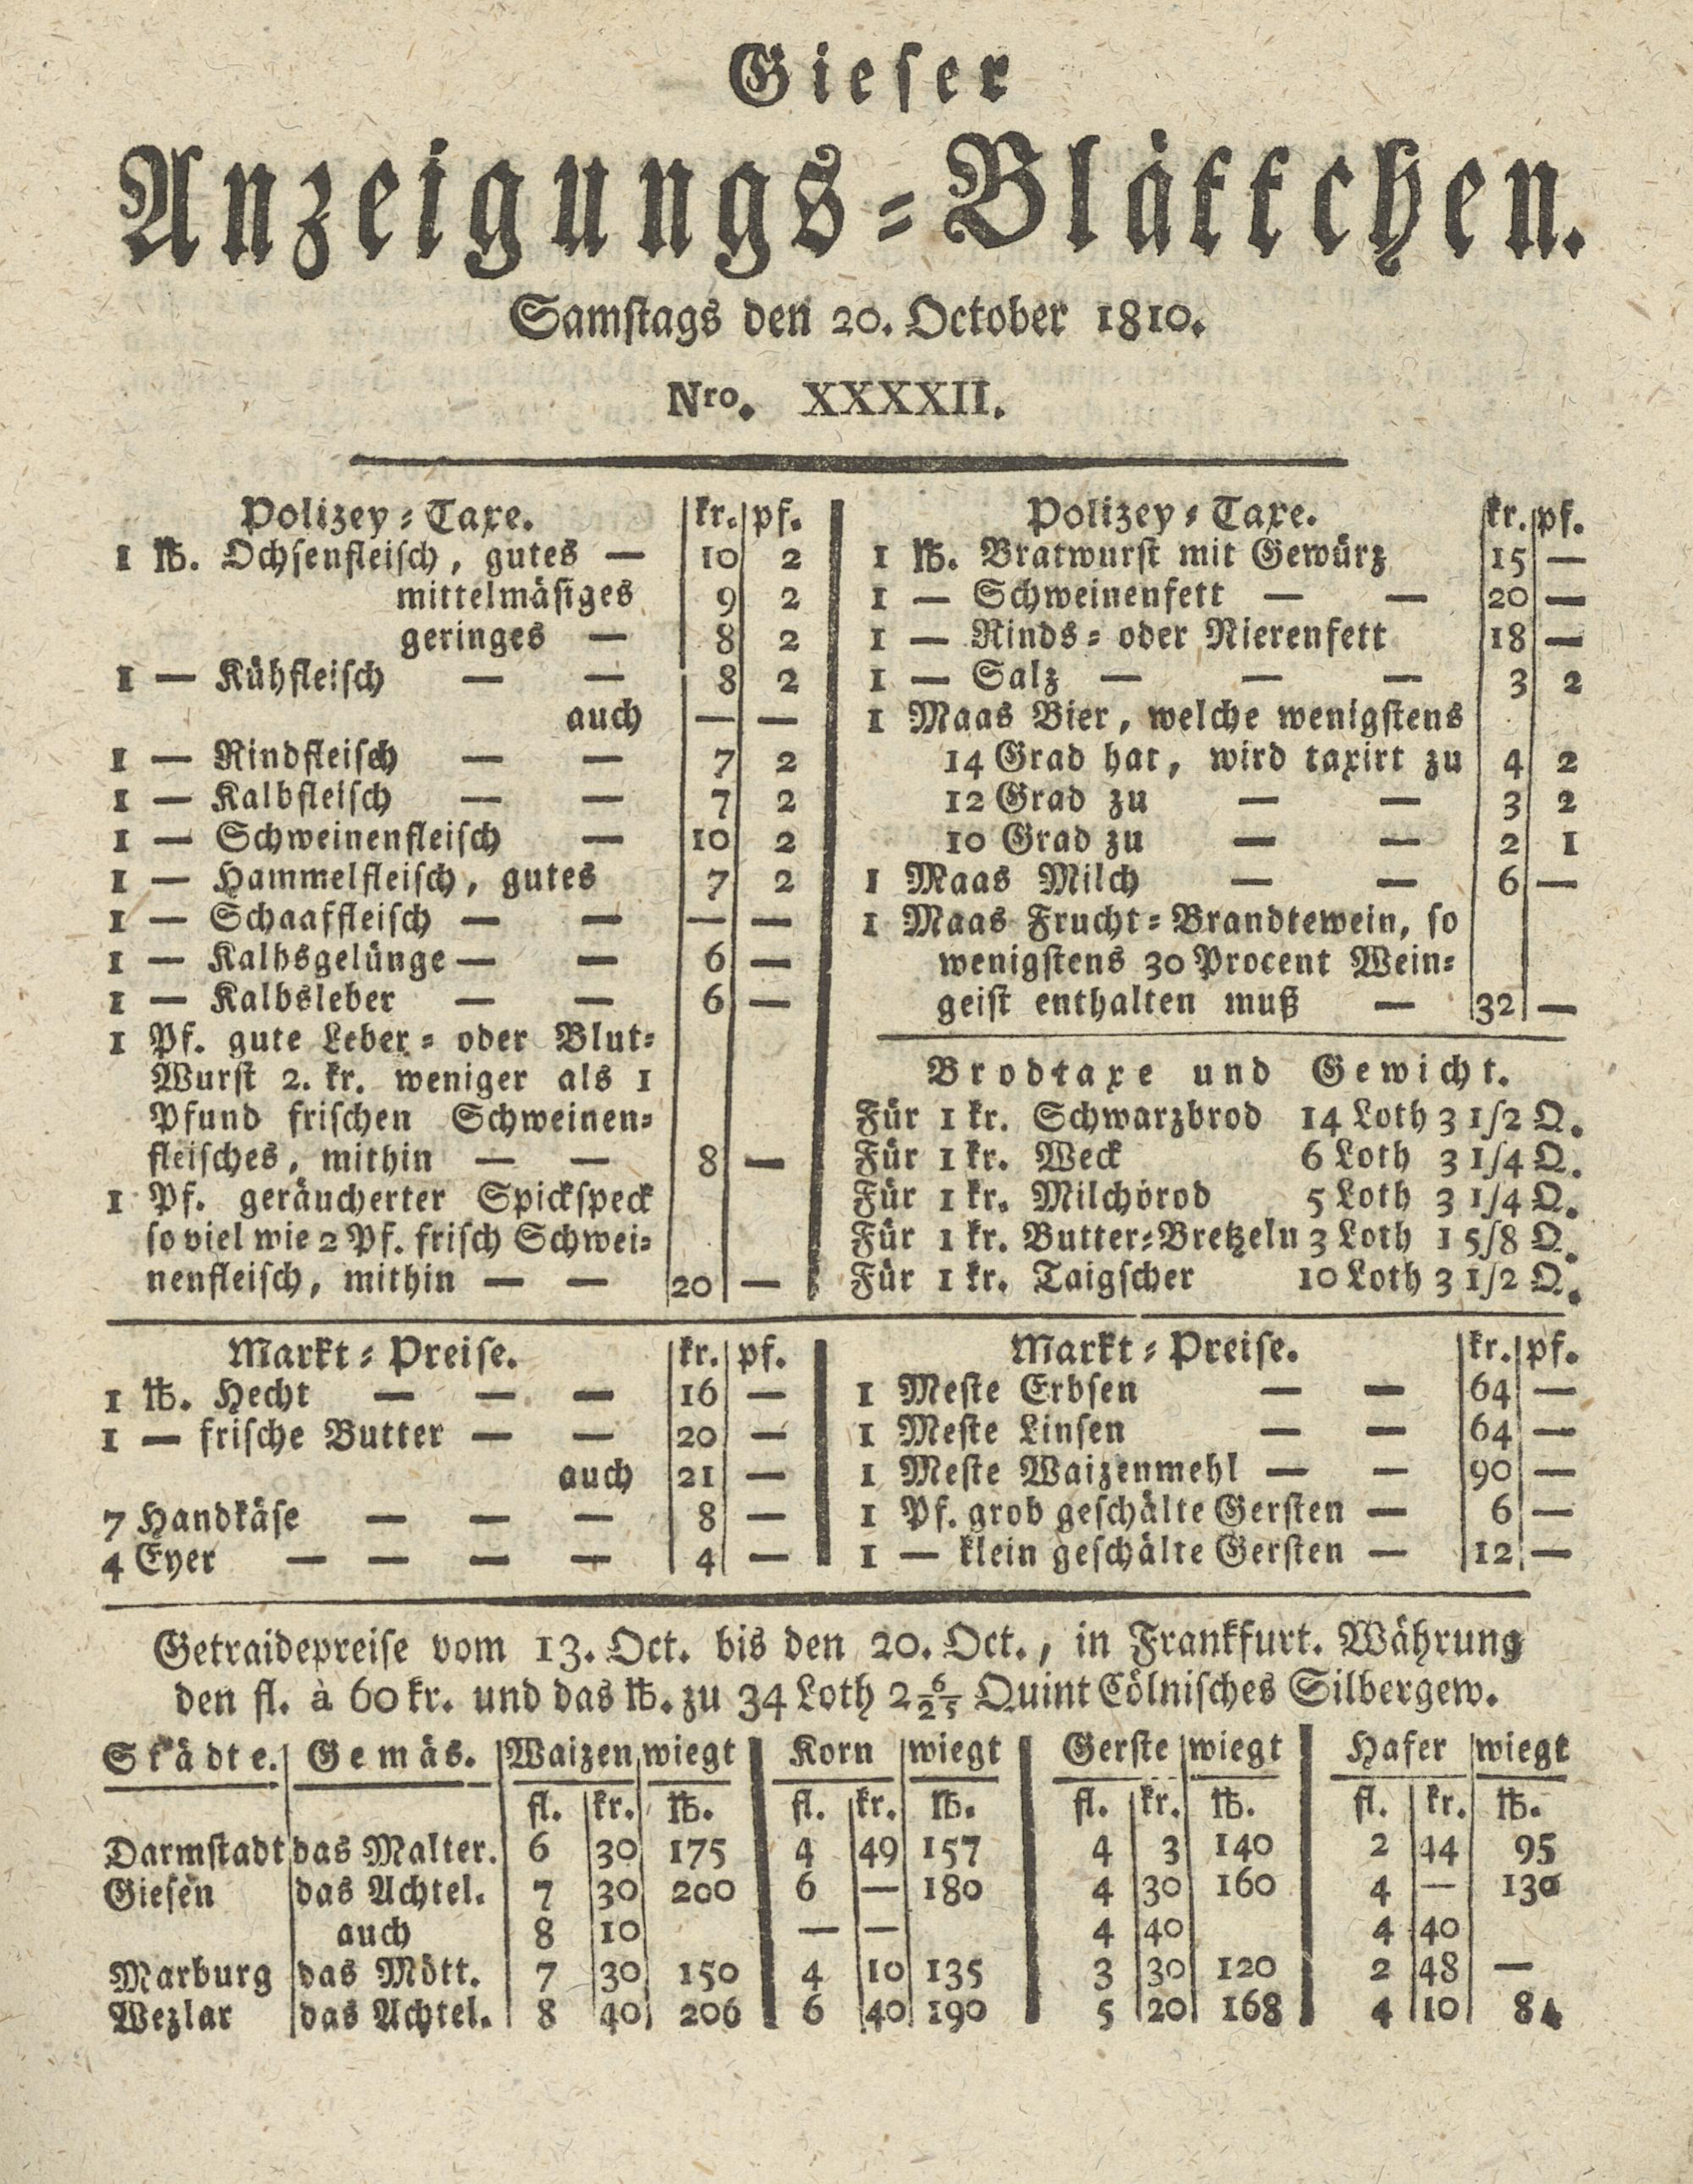 Gieser
Anzeigungs-Blättchen.
Samstags den 20. October 1810.
Nro. XXXXII.
Polizey-Taxe. kr. pf.
1 ℔. Ochsenfleisch, gutes — 10 2
mittelmäsiges 9 2
geringes — 8 2
1 — Kühfleisch — — 8 2
auch — —
1 — Rindfleisch — — 7 2
1 — Kalbfleisch — — 7 2
1 — Schweinenfleisch — 10 2
1 — Hammelfleisch, gutes 7 2
1 — Schaaffleisch — — — —
1 — Kalbsgelünge — — 6 —
1 — Kalbsleber — — 6 —
1 Pf. gute Leber- oder Blut-
Wurst 2. kr. weniger als 1
Pfund frischen Schweinen-
fleisches, mithin — — 8 —
1 Pf. geräucherter Spickspeck
so viel wie 2 Pf. frisch Schwei-
nenfleisch, mithin — — 20 —
Polizey-Taxe. kr. pf.
1 ℔. Bratwurst mit Gewürz 15 —
1 — Schweinenfett — — 20 —
1 — Rinds- oder Nierenfett 18 —
1 — Salz — — — 3 2
1 Maas Bier, welche wenigstens
14 Grad hat, wird taxirt zu 4 2
12 Grad zu — — 3 2
10 Grad zu — — 2 1
1 Maas Milch — — 6 —
1 Maas Frucht-Brandtewein, so
wenigstens 30 Procent Wein-
geist enthalten muß — 32 —
Brodtaxe und Gewicht.
Für 1 kr. Schwarzbrod 14 Loth 3 1/2 Q.
Für 1 kr. Weck 6 Loth 3 1/4 Q.
Für 1 kr. Milchbrod 5 Loth 3 1/4 Q.
Für 1 kr. Butter-Bretzeln 3 Loth 1 5/8 Q.
Für 1 kr. Taigscher 10 Loth 3 1/2 Q.
Markt-Preise. kr. pf.
1 ℔. Hecht — — — 16 —
1 — frische Butter — — 20 —
auch 21 —
7 Handkäse — — — 8 —
4 Eyer — — — — 4 —
Markt-Preise. kr. pf.
1 Meste Erbsen — — 64 —
1 Meste Linsen — — 64 —
1 Meste Waizenmehl — — 90 —
1 Pf. grob geschälte Gersten — 6 —
1 — klein geschälte Gersten — 12 —
Getraidepreise vom 13. Oct. bis den 20. Oct., in Frankfurt. Währung
den fl. à 60 kr. und das ℔. zu 34 Loth 2 6/25 Quint Cölnisches Silbergew.
Städte. Gemäs. Waizen wiegt Korn wiegt Gerste wiegt Hafer wiegt
fl. kr. ℔. fl. kr. ℔. fl. kr. ℔. fl. kr. ℔.
Darmstadt das Malter. 6 30 175 4 49 157 4 3 140 2 44 95
Giesen das Achtel. 7 30 200 6 — 180 4 30 160 4 — 130
auch 8 10 — — 4 40 4 40
Marburg das Mött. 7 30 150 4 10 135 3 30 120 2 48 —
Wezlar das Achtel. 8 40 206 6 40 190 5 20 168 4 10 84